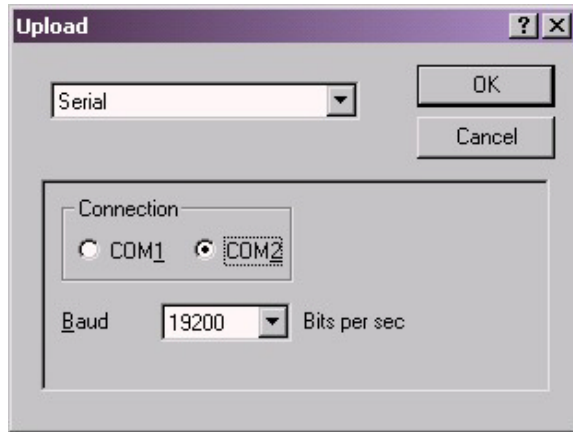 Upload
Serial
OK
Cancel
Connection
COM1 COM2
Baud 19200 Bits per sec